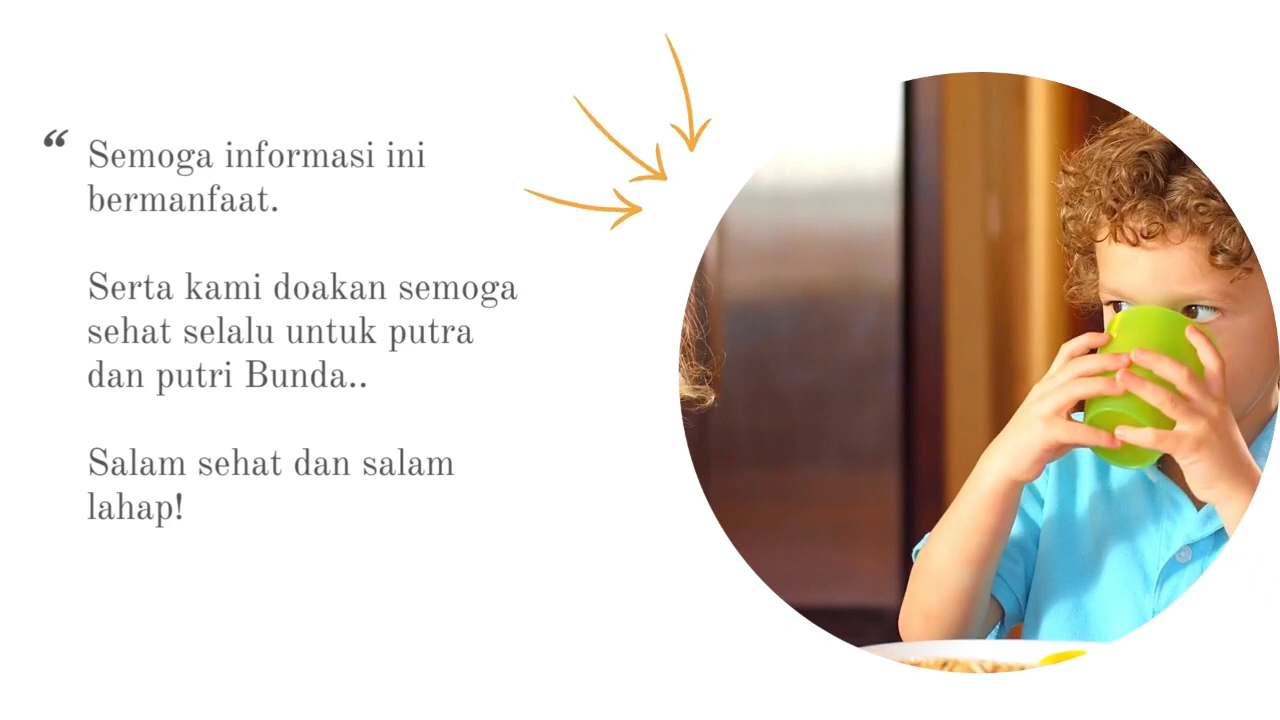 “ Semoga informasi ini
bermanfaat.
Serta kami doakan semoga
sehat selalu untuk putra
dan putri Bunda..
Salam sehat dan salam
lahap!